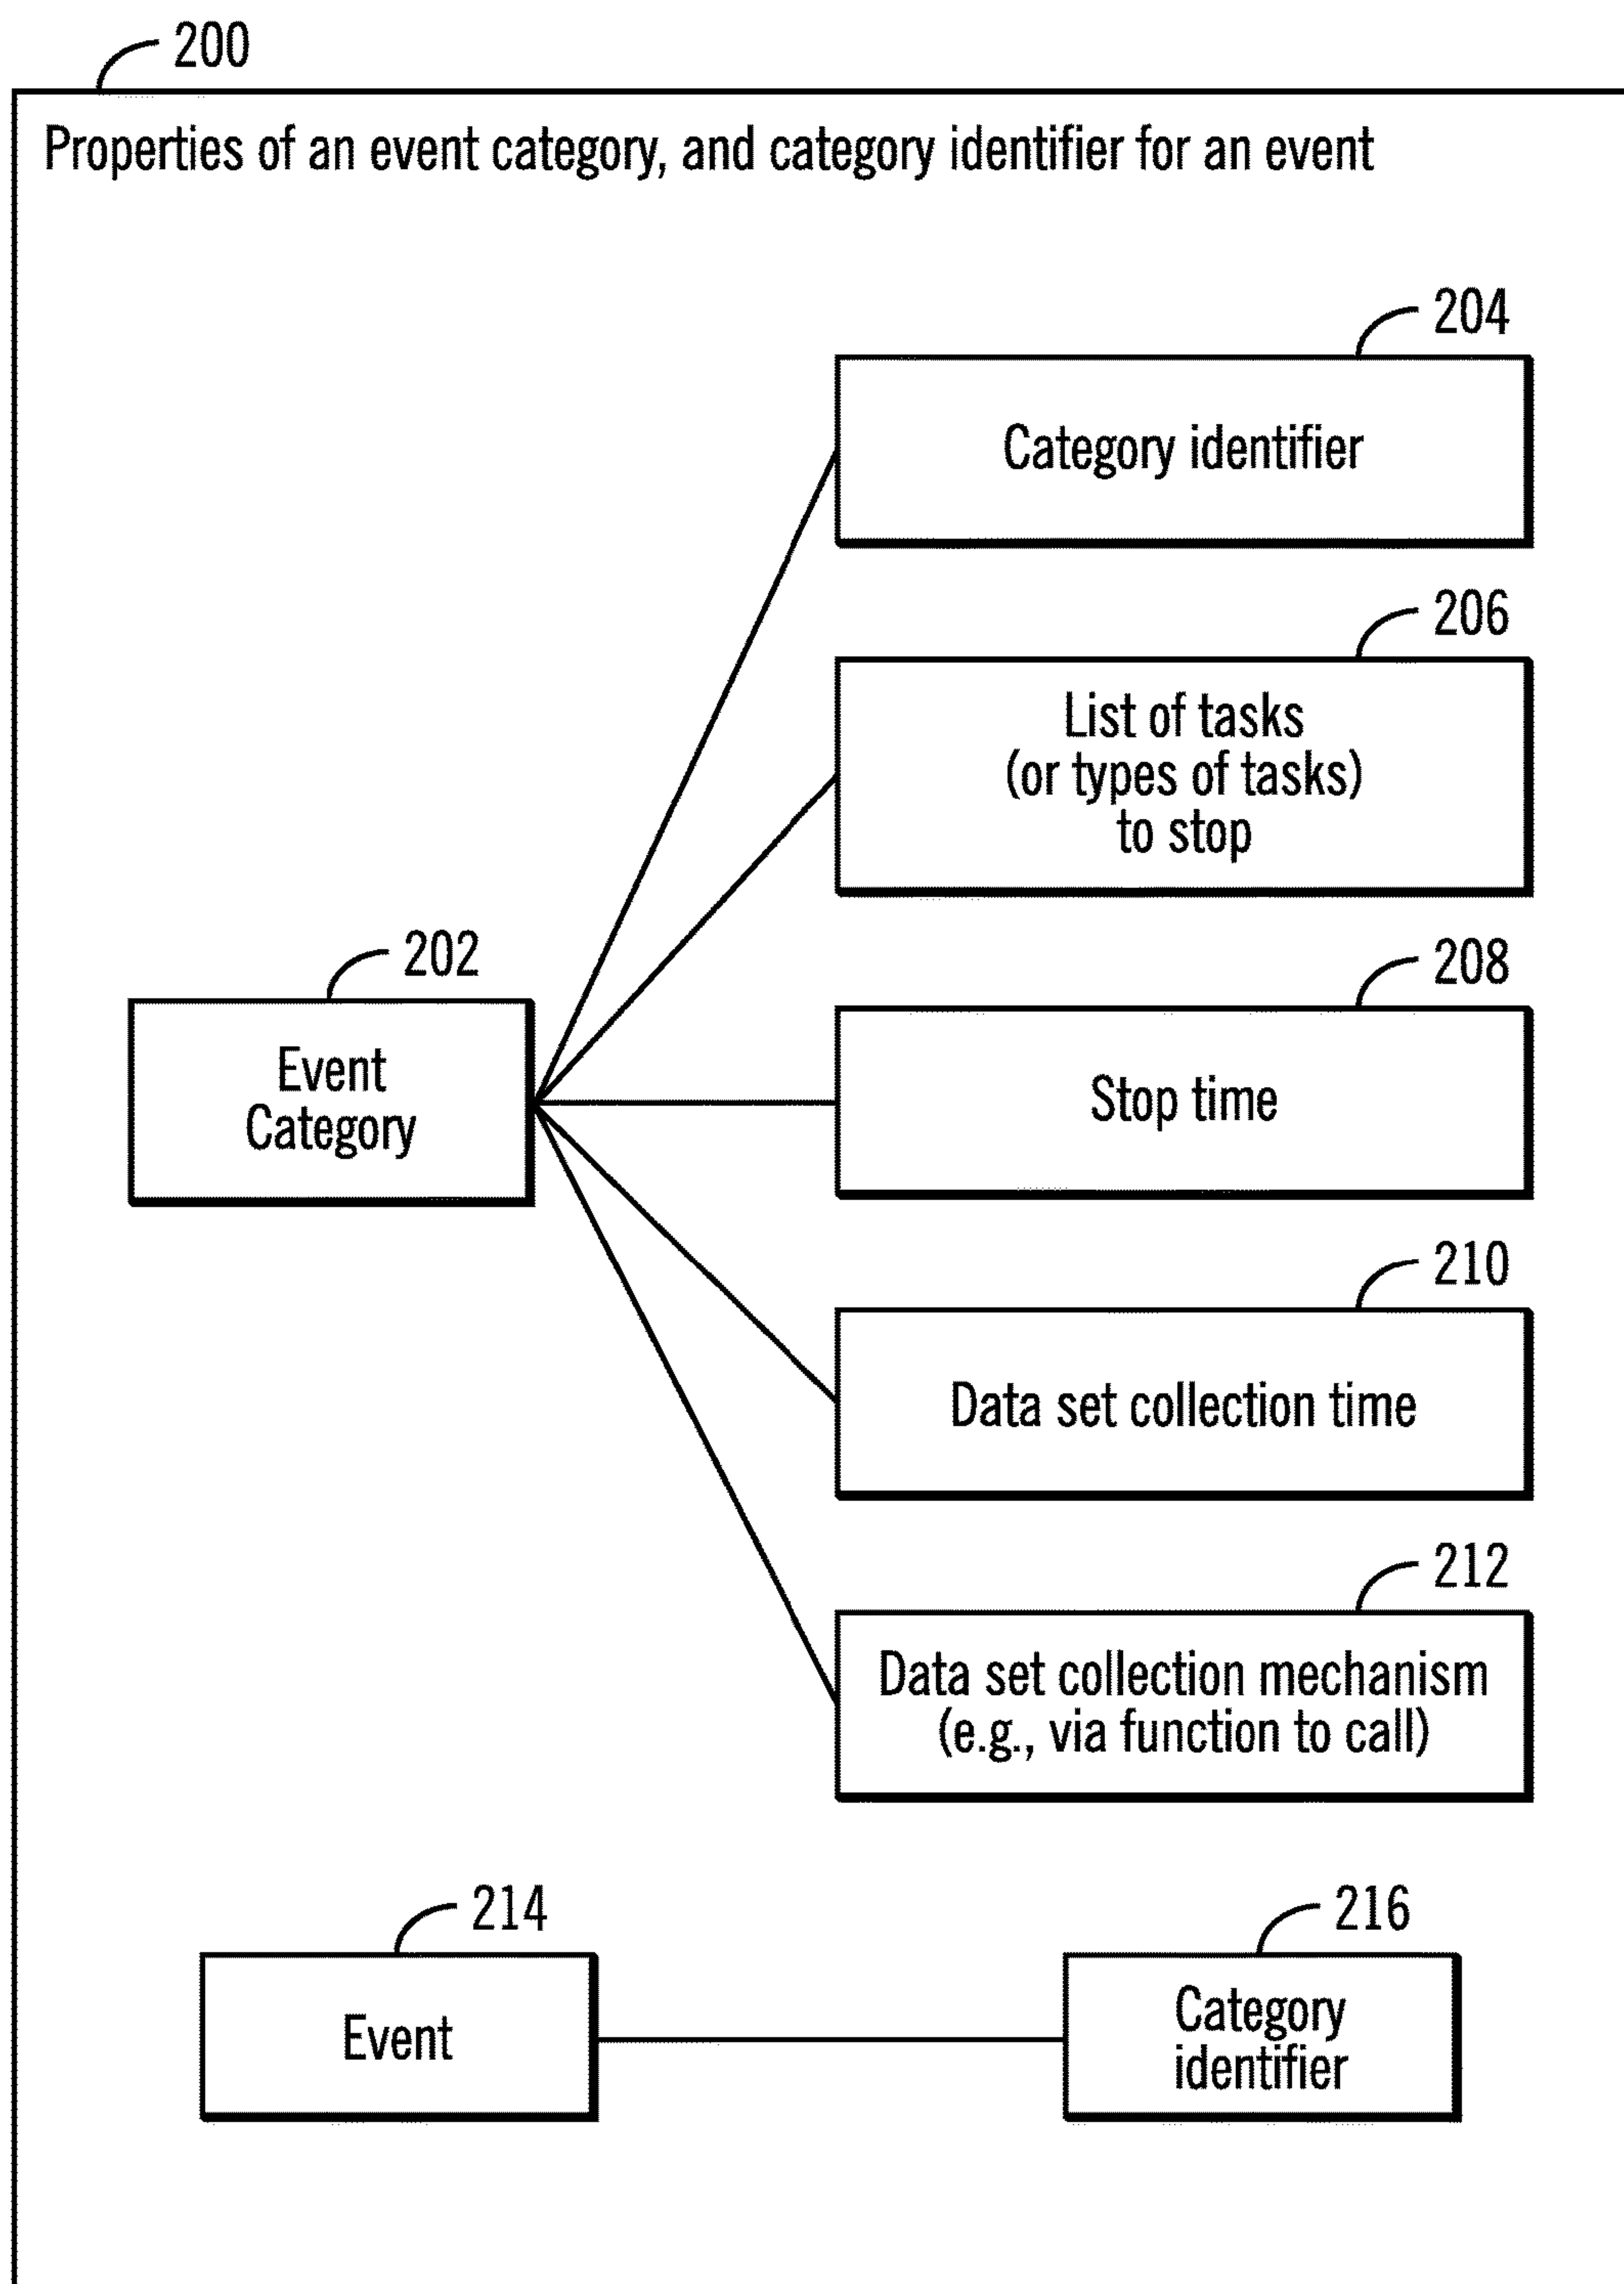 200
Properties of an event category, and category identifier for an event
204
Category identifier
206
List of tasks
(or types of tasks)
to stop
202
Event
Category
208
Stop time
210
Data set collection time
212
Data set collection mechanism
(e.g., via function to call)
214
Event
216
Category
identifier